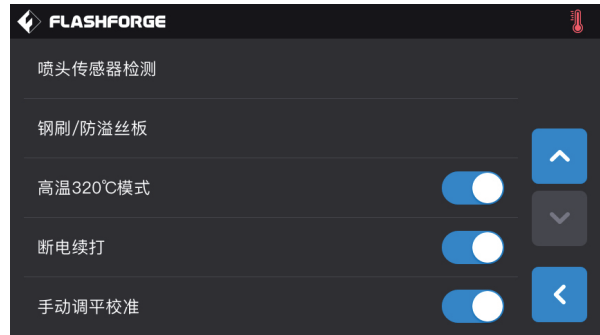 FLASHFORGE
喷头传感器检测
钢刷/防溢丝板
高温320℃模式
断电续打
手动调平校准